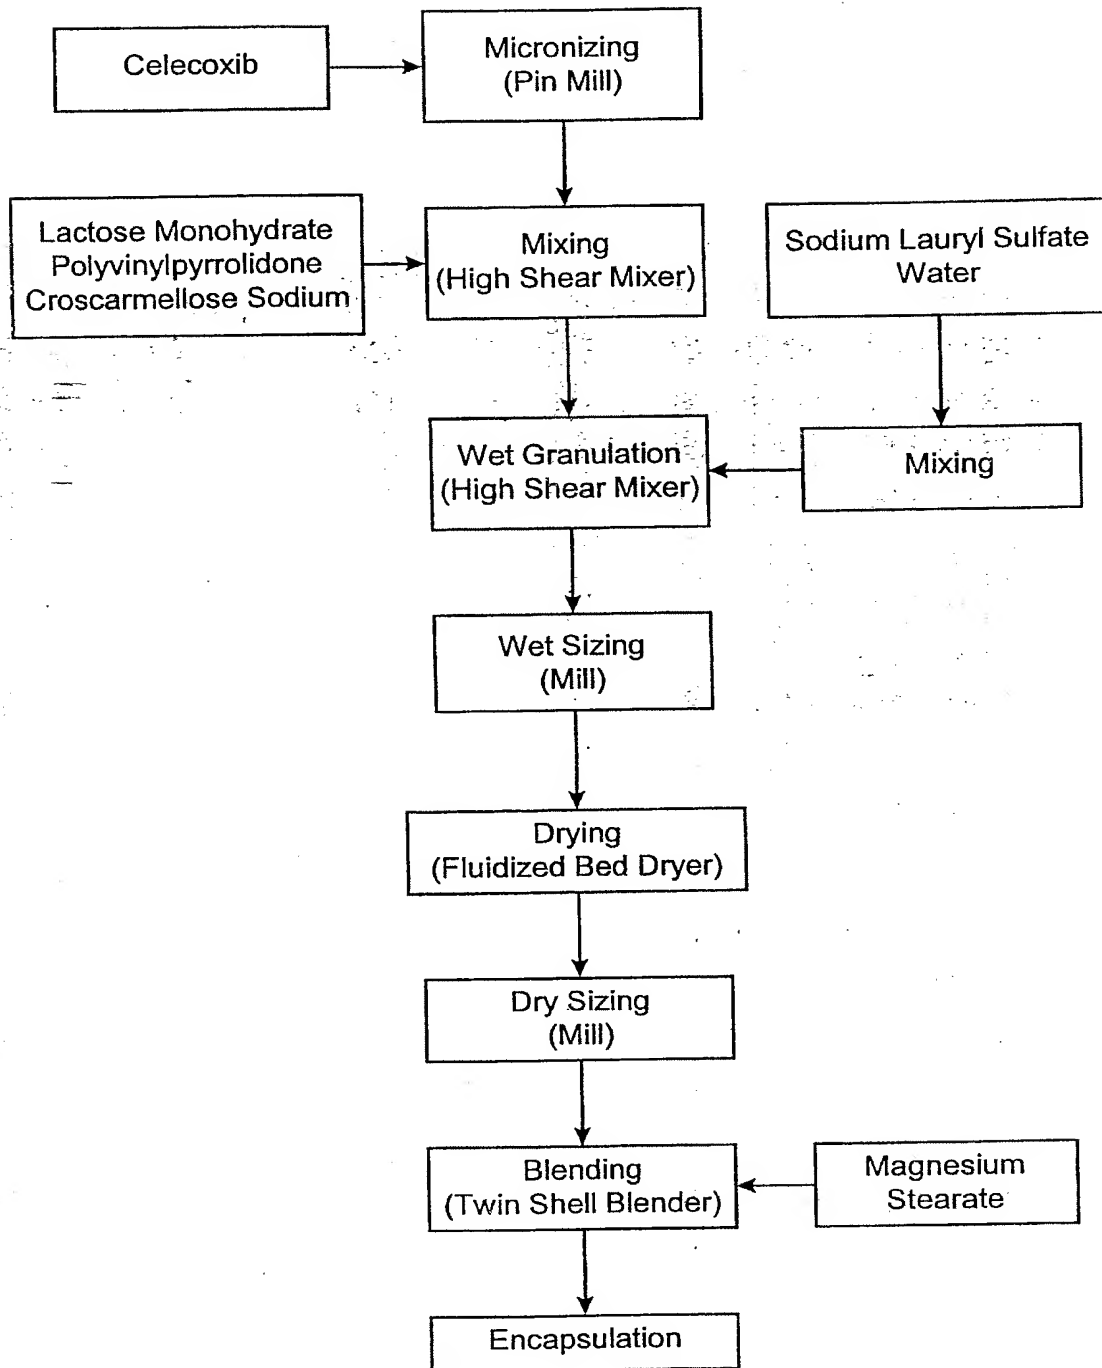 Celecoxib
Micronizing
(Pin Mill)
Lactose Monohydrate
Polyvinylpyrrolidone
Croscarmellose Sodium
Mixing
(High Shear Mixer)
Sodium Lauryl Sulfate
Water
Wet Granulation
(High Shear Mixer)
Mixing
Wet Sizing
(Mill)
Drying
(Fluidized Bed Dryer)
Dry Sizing
(Mill)
Blending
(Twin Shell Blender)
Magnesium
Stearate
Encapsulation